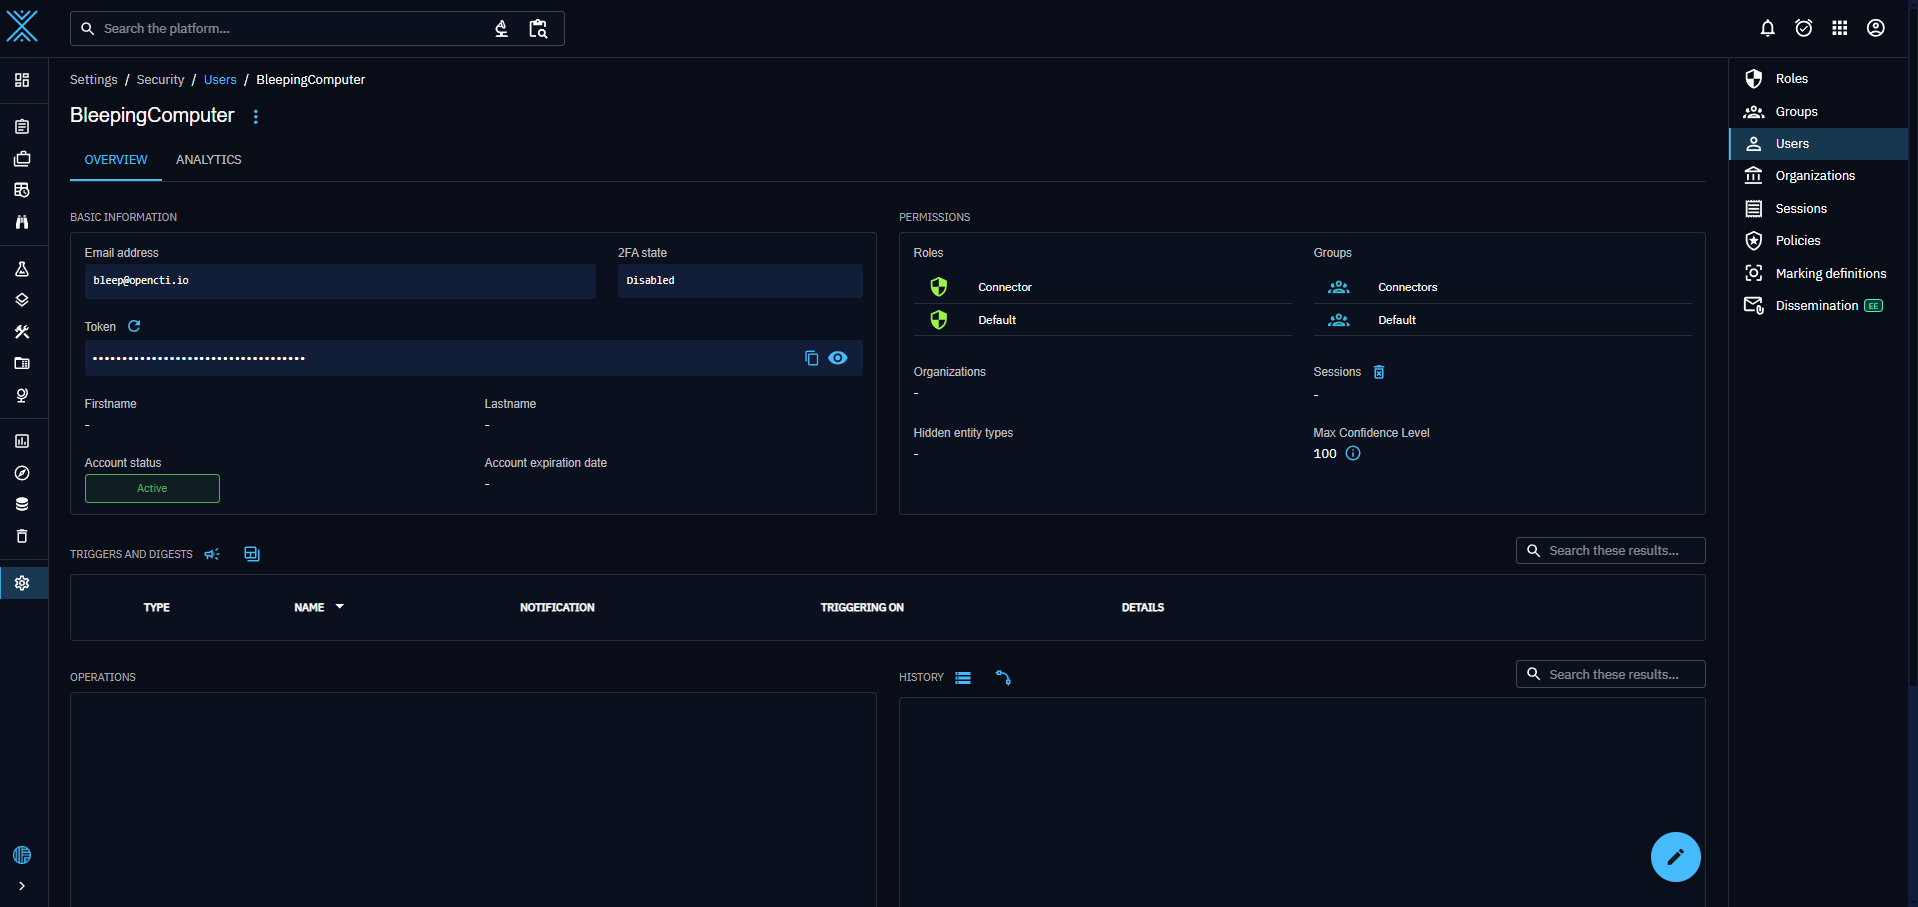 Search the platform...
Settings / Security / Users / BleepingComputer
BleepingComputer
OVERVIEW ANALYTICS
BASIC INFORMATION
Email address 2FA state
bleep@opencti.io Disabled
Token
••••••••••••••••••••••••••••••••••••
Firstname Lastname
- -
Account status Account expiration date
Active -
PERMISSIONS
Roles Groups
Connector Connectors
Default Default
Organizations Sessions
- -
Hidden entity types Max Confidence Level
- 100
TRIGGERS AND DIGESTS Search these results...
TYPE NAME NOTIFICATION TRIGGERING ON DETAILS
OPERATIONS
HISTORY Search these results...
Roles
Groups
Users
Organizations
Sessions
Policies
Marking definitions
Dissemination EE